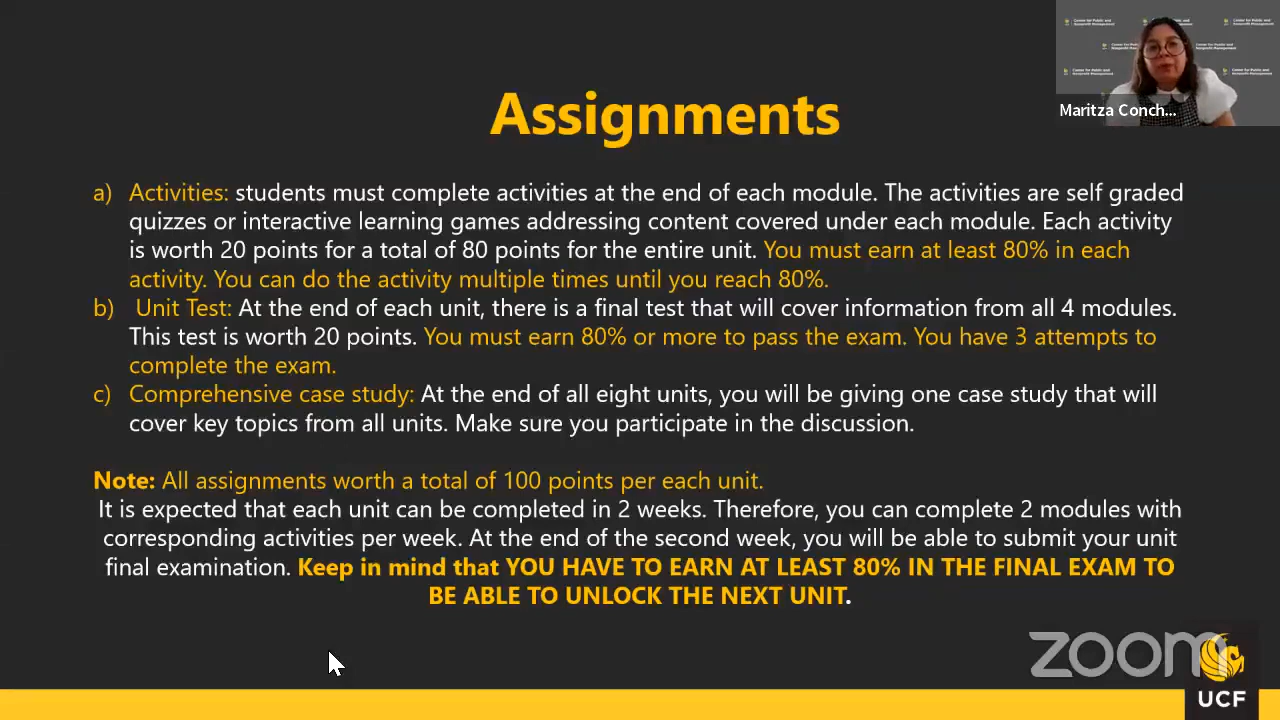 Center for Public and
Nonprofit Management
Maritza Conch...
Assignments
a) Activities: students must complete activities at the end of each module. The activities are self graded
quizzes or interactive learning games addressing content covered under each module. Each activity
is worth 20 points for a total of 80 points for the entire unit. You must earn at least 80% in each
activity. You can do the activity multiple times until you reach 80%.
b) Unit Test: At the end of each unit, there is a final test that will cover information from all 4 modules.
This test is worth 20 points. You must earn 80% or more to pass the exam. You have 3 attempts to
complete the exam.
c) Comprehensive case study: At the end of all eight units, you will be giving one case study that will
cover key topics from all units. Make sure you participate in the discussion.
Note: All assignments worth a total of 100 points per each unit.
It is expected that each unit can be completed in 2 weeks. Therefore, you can complete 2 modules with
corresponding activities per week. At the end of the second week, you will be able to submit your unit
final examination. Keep in mind that YOU HAVE TO EARN AT LEAST 80% IN THE FINAL EXAM TO
BE ABLE TO UNLOCK THE NEXT UNIT.
zoom
UCF